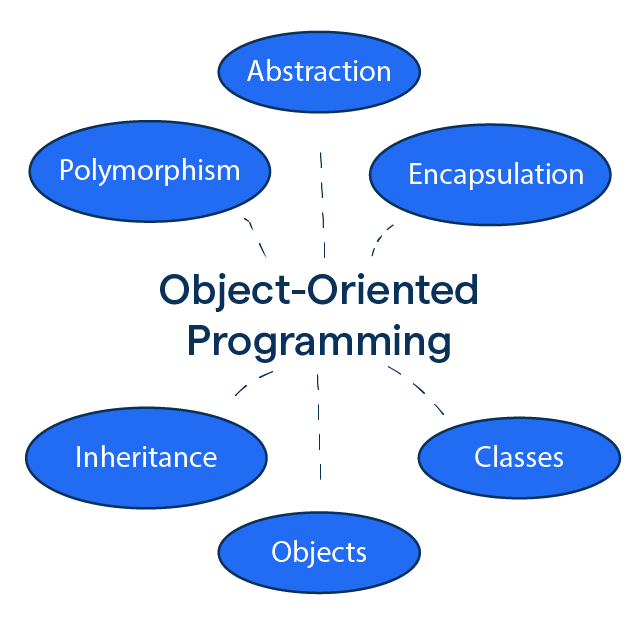 Abstraction
Polymorphism
Encapsulation
Object-Oriented
Programming
Inheritance
Classes
Objects